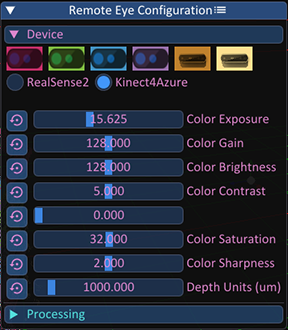 Remote Eye Configuration
Device
RealSense2 Kinect4Azure
15.625 Color Exposure
128.000 Color Gain
128.000 Color Brightness
5.000 Color Contrast
0.000
32.000 Color Saturation
2.000 Color Sharpness
1000.000 Depth Units (um)
Processing